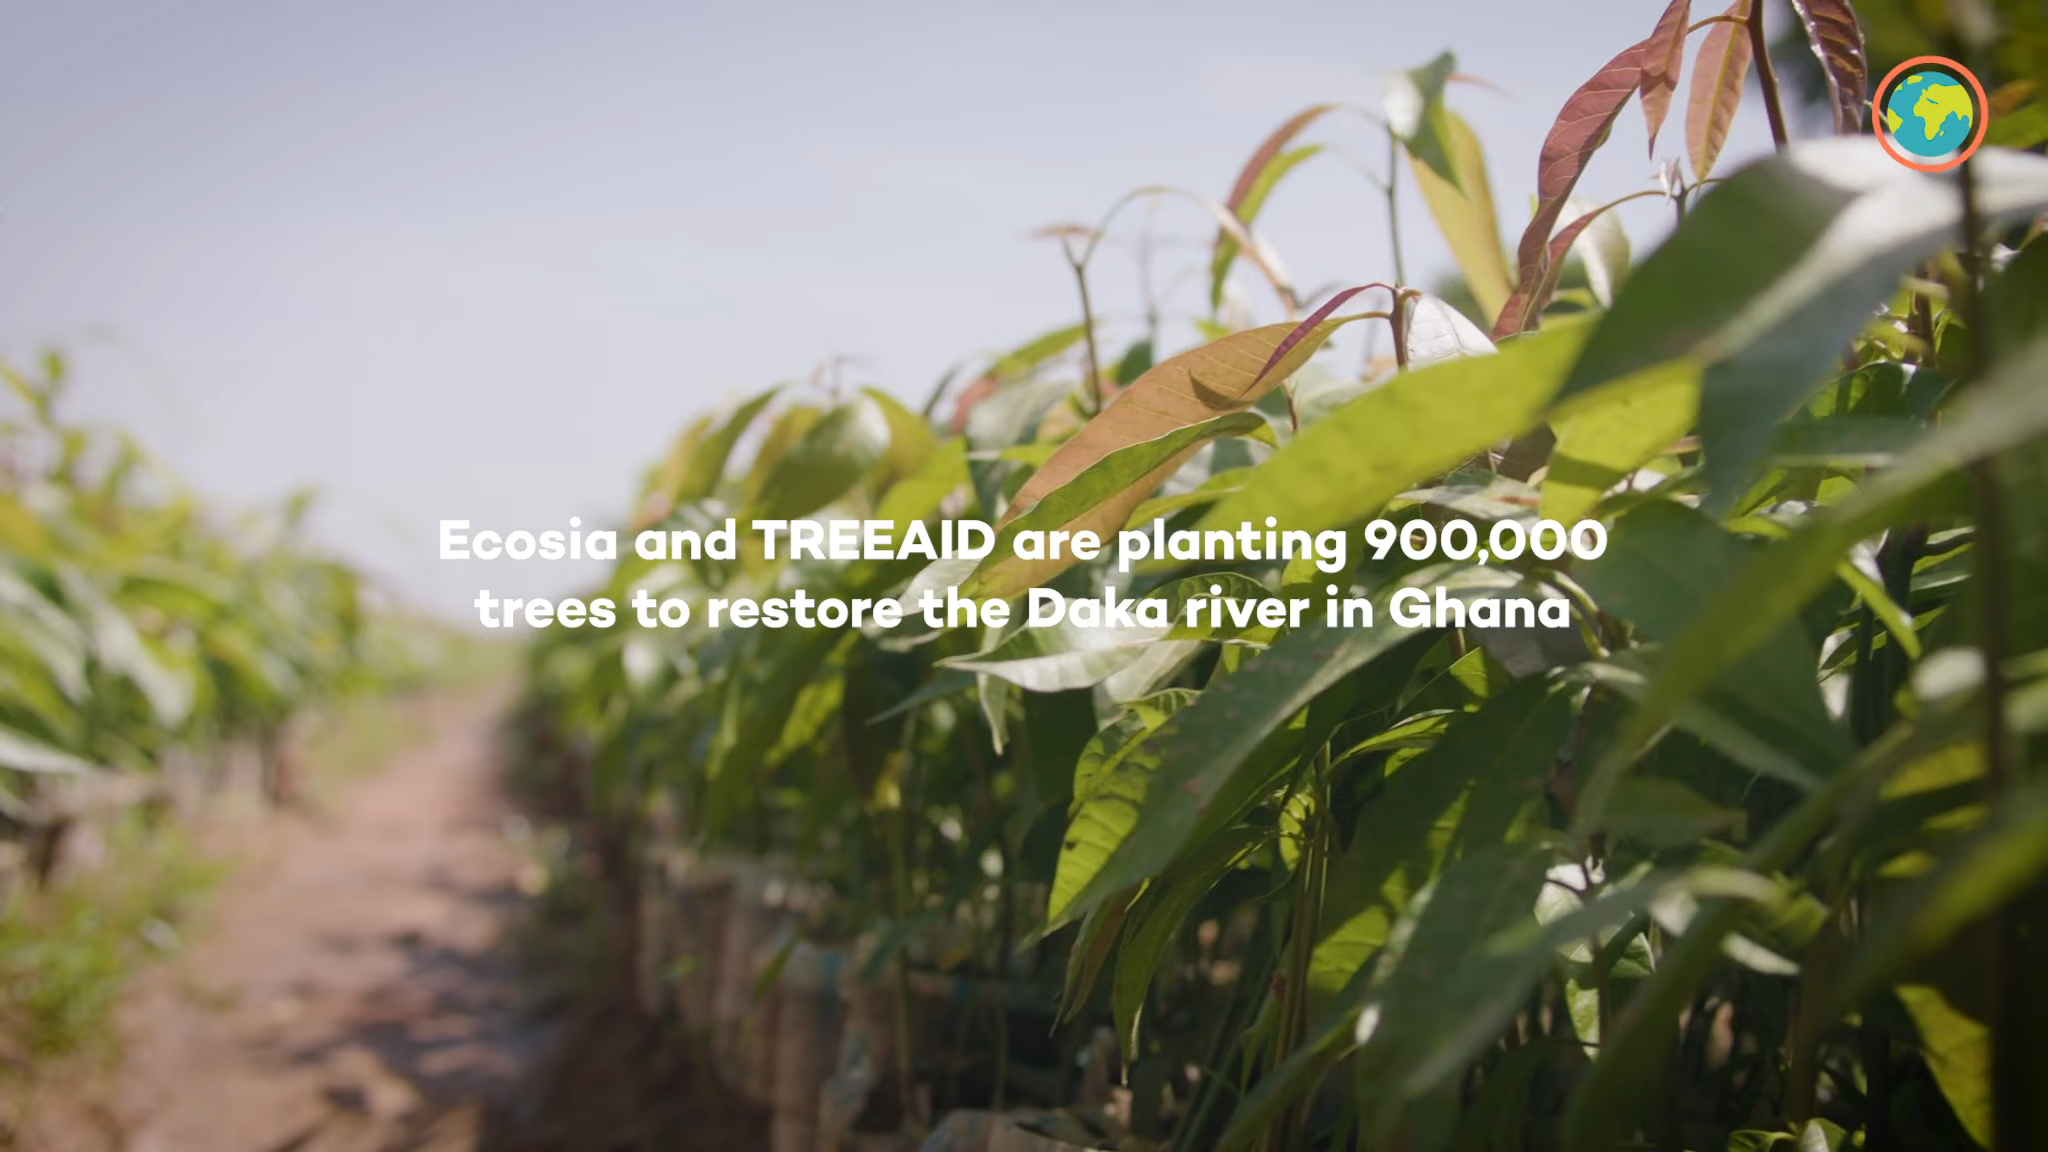 Ecosia and TREEAID are planting 900,000
trees to restore the Daka river in Ghana